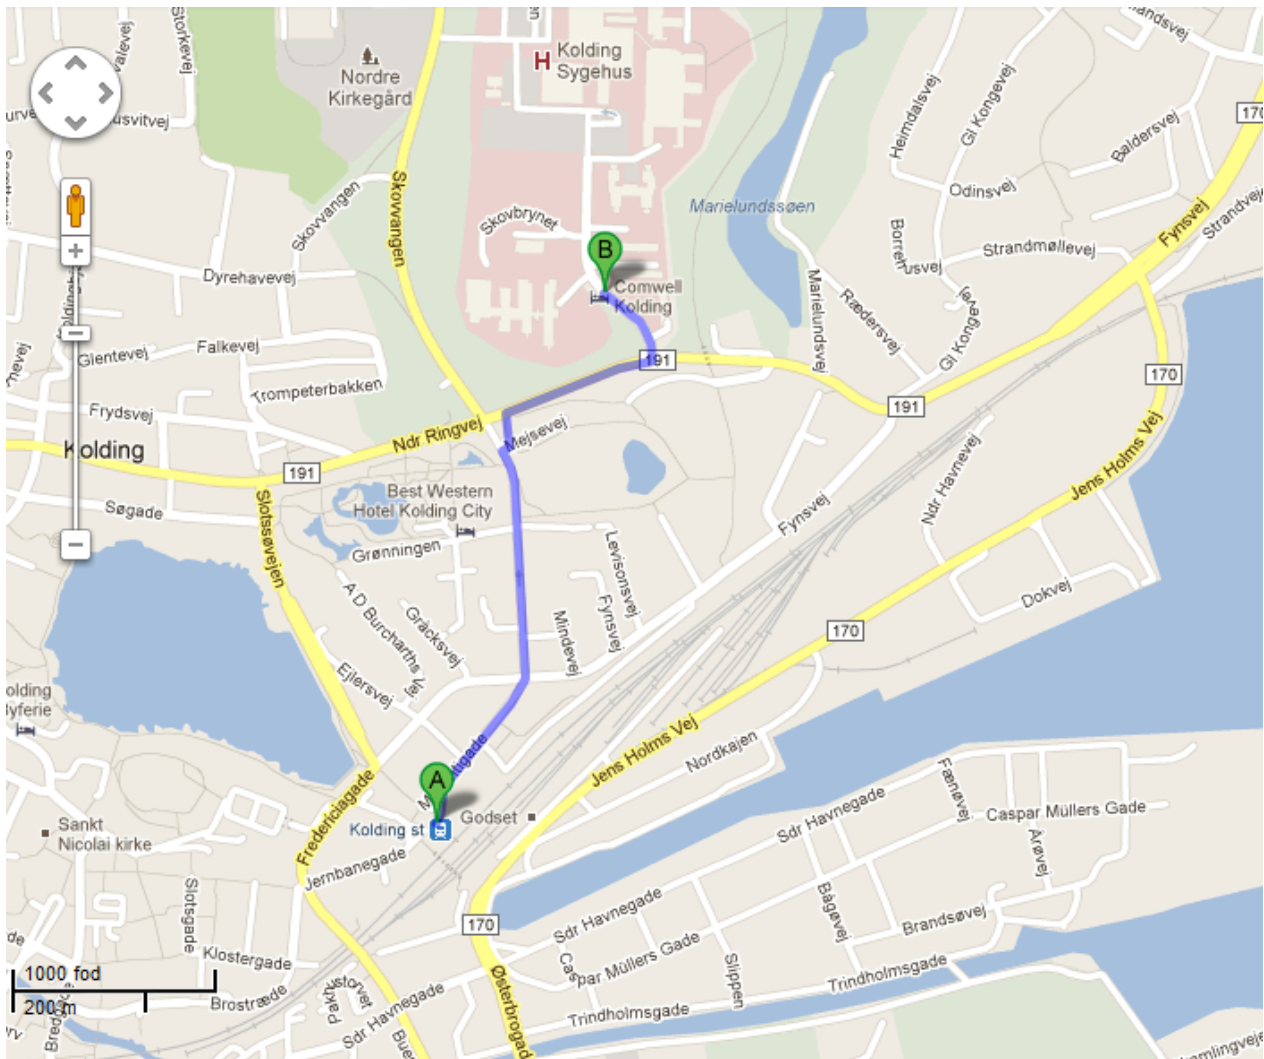 Storkevej
Nordre
Kirkegård
H
Kolding
Sygehus
Heimdalsvej
Gl Kongevej
Baldersvej
170
Odinsvej
Skovvangen
Skovvangen
Skovbrynet
Marielundssøen
Strandmøllevej
Fynsvej
Dyrehavevej
B
Comwell
Kolding
Marielundsvej
Rædersvej
Gl Kongevej
Glentevej
Falkevej
Trompeterbakken
191
170
191
Frydsvej
Ndr Ringvej
Mejsevej
Kolding
191
Jens Holms Vej
Søgade
Slotssøvejen
Best Western
Hotel Kolding City
Fynsvej
Ndr Havnevej
Grønningen
Levisonsvej
Fynsvej
A D Burcharths Vej
Gräcksvej
Mindevej
Dokvej
170
Ejlersvej
Jens Holms Vej
Nordkajen
A
Fredericiagade
Kolding st
Godset
Sankt
Nicolai kirke
Jernbanegade
Sdr Havnegade
Fænøvej
Caspar Müllers Gade
Årøvej
Slotsgade
Klostergade
170
Sdr Havnegade
Bågøvej
Brandsøvej
Caspar Müllers Gade
Slippen
Trindholmsgade
1000 fod
200 m
Brostræde
Sdr Havnegade
Østerbrogad
Trindholmsgade